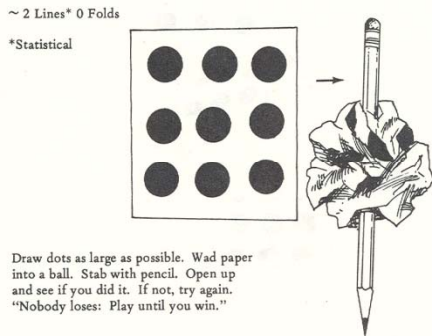 ~ 2 Lines* 0 Folds
*Statistical
Draw dots as large as possible. Wad paper
into a ball. Stab with pencil. Open up
and see if you did it. If not, try again.
“Nobody loses: Play until you win.”